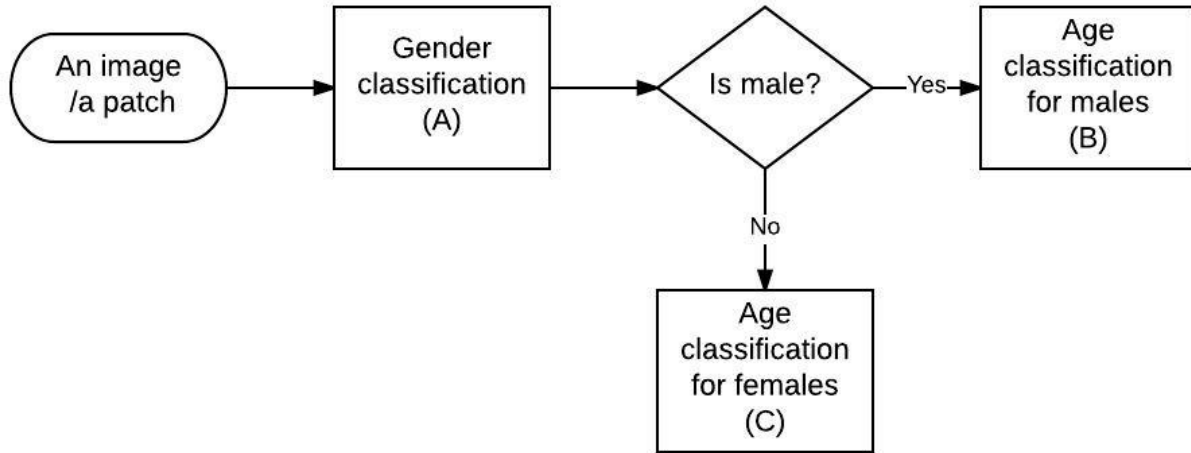 An image
/a patch
Gender
classification
(A)
Is male?
Yes
Age
classification
for males
(B)
No
Age
classification
for females
(C)